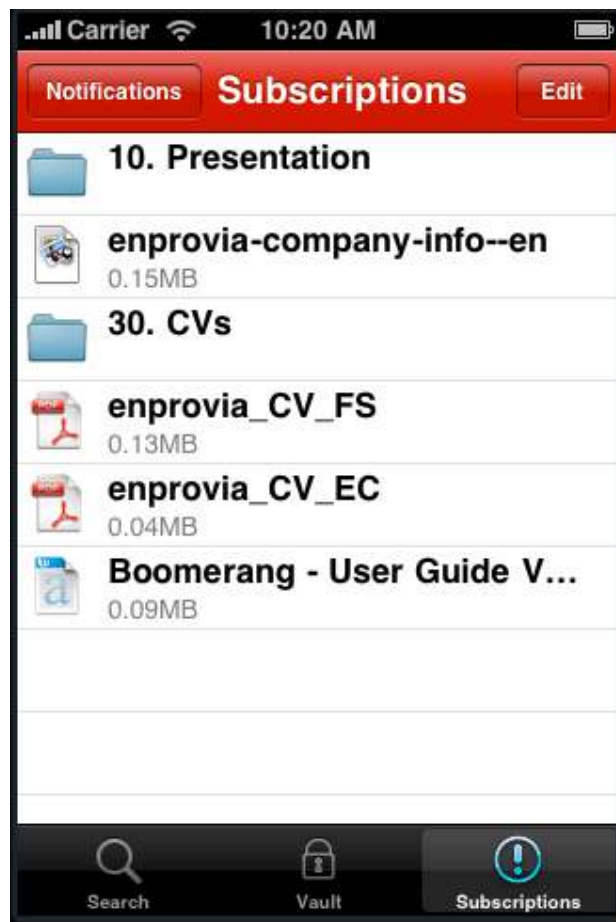 Carrier 10:20 AM
Notifications Subscriptions Edit
10. Presentation
enprovia-company-info--en
0.15MB
30. CVs
enprovia_CV_FS
0.13MB
enprovia_CV_EC
0.04MB
Boomerang - User Guide V...
0.09MB
Search Vault Subscriptions